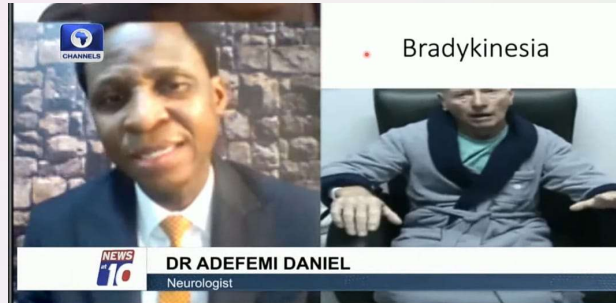 CHANNELS
Bradykinesia
NEWS
at 10
DR ADEFEMI DANIEL
Neurologist